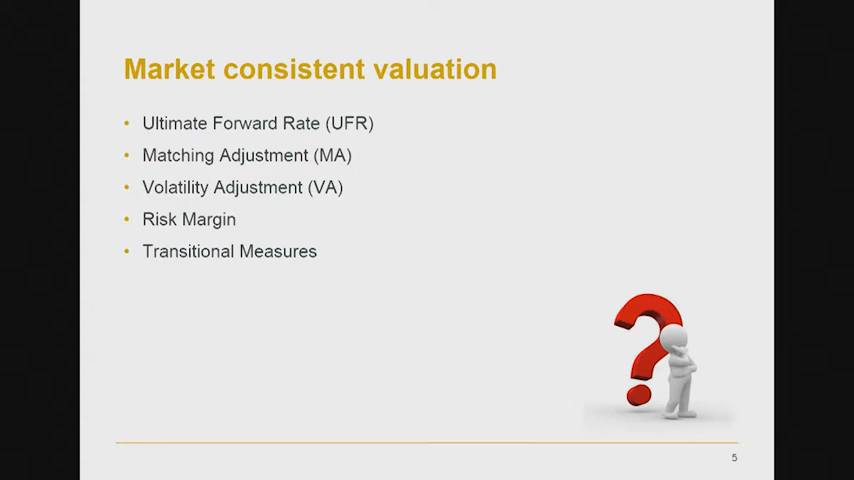 Market consistent valuation
• Ultimate Forward Rate (UFR)
• Matching Adjustment (MA)
• Volatility Adjustment (VA)
• Risk Margin
• Transitional Measures
?
5